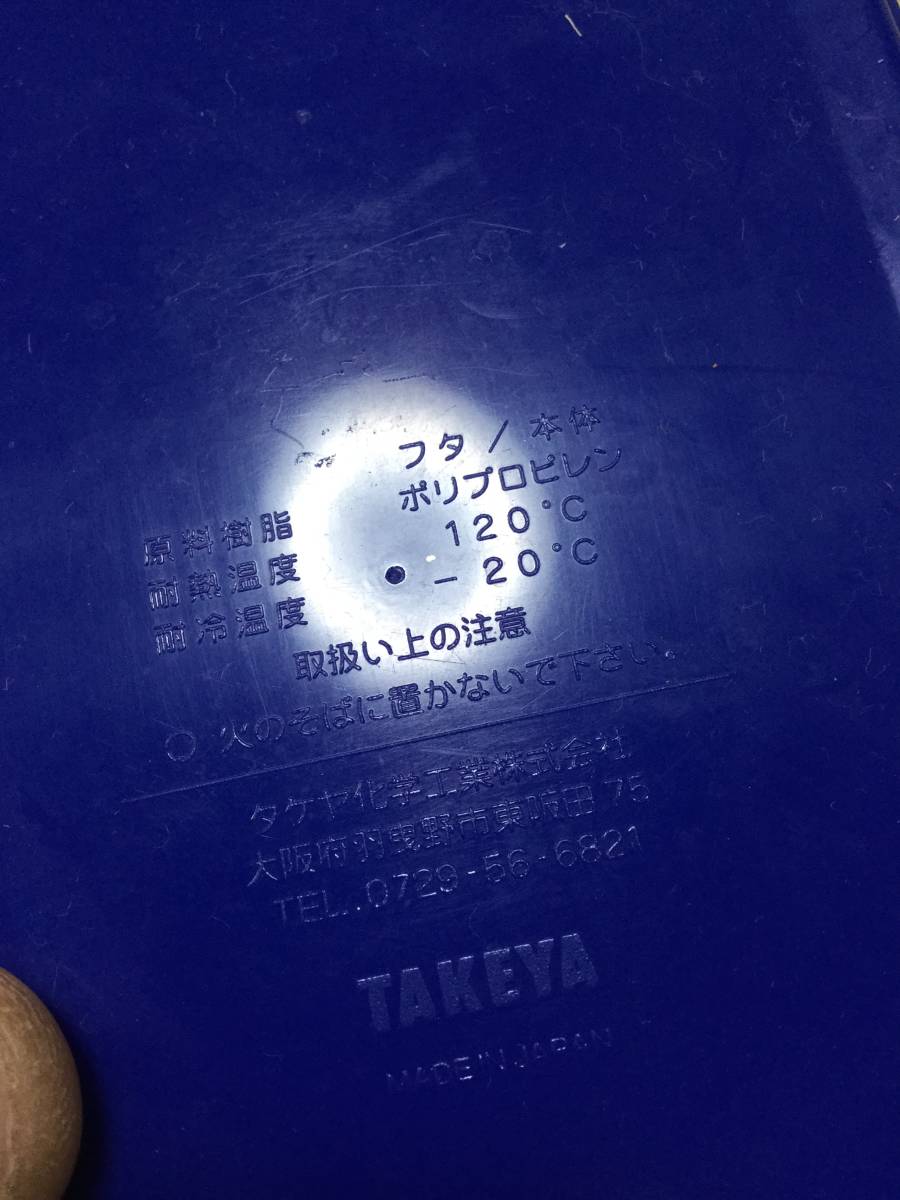 フタ / 本体
原料樹脂 ポリプロピレン
耐熱温度 120°C
耐冷温度 −20°C
取扱い上の注意
○ 火のそばに置かないで下さい。
タケヤ化学工業株式会社
大阪府羽曳野市東阪田75
TEL..0729-56-6821
TAKEYA
MADE IN JAPAN